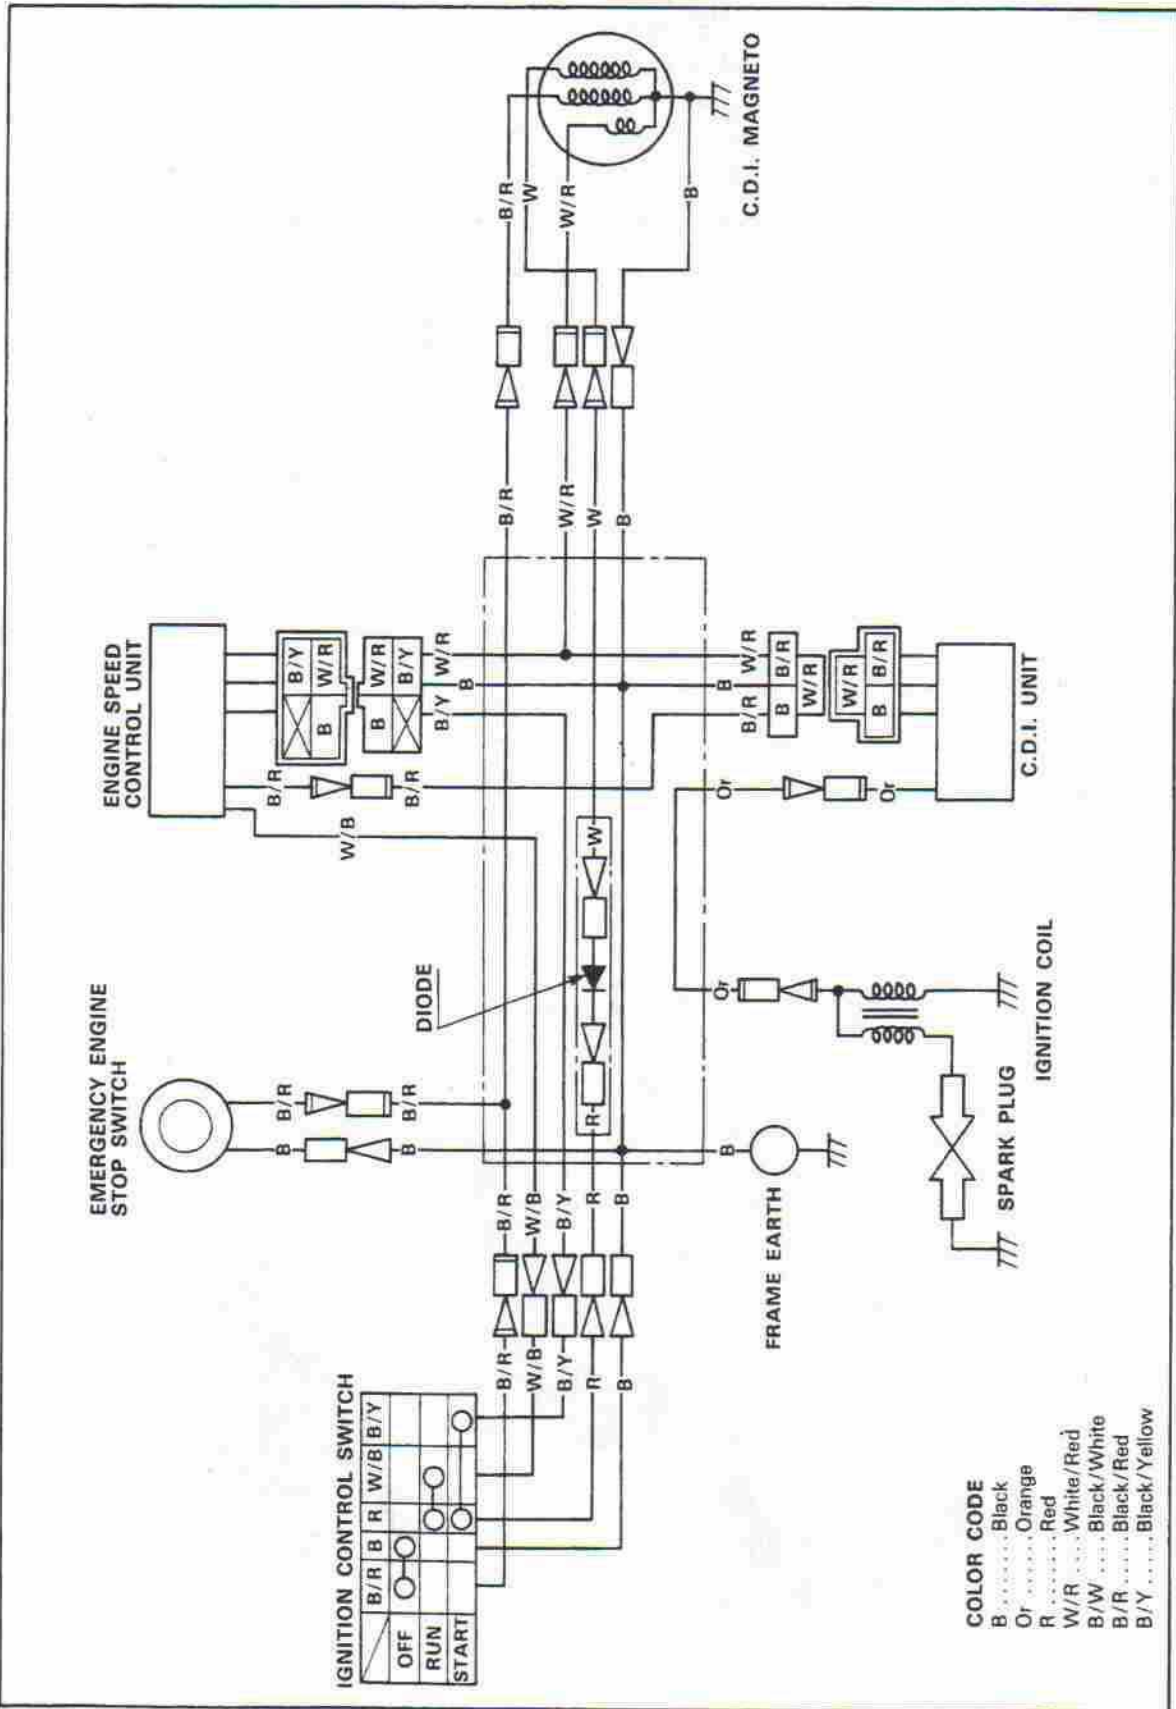 IGNITION CONTROL SWITCH
B/R B R W/B B/Y
OFF
RUN
START
B/R
W/B
B/Y
R
B
B/R
W/B
B/Y
R
B
EMERGENCY ENGINE
STOP SWITCH
B/R
B
B/R
B
DIODE
R
W
ENGINE SPEED
CONTROL UNIT
W/B
B/R
B/R
B/Y
B W/R
B W/R
B/Y
B/Y
B
W/R
B/R
W/R
W
B
B/R
W
W/R
B
C.D.I. MAGNETO
B/R
B
W/R
B B/R
W/R
W/R
B B/R
Or
Or
C.D.I. UNIT
Or
IGNITION COIL
SPARK PLUG
B
FRAME EARTH
COLOR CODE
B ....... Black
Or ...... Orange
R ....... Red
W/R .... White/Red
B/W .... Black/White
B/R ..... Black/Red
B/Y ..... Black/Yellow